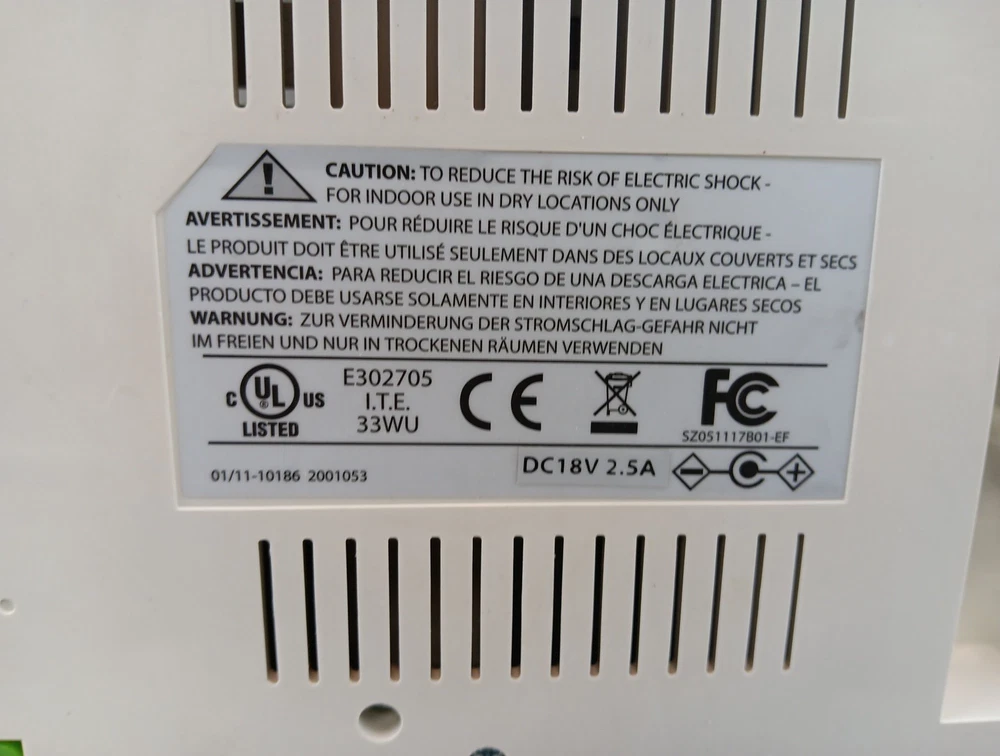 CAUTION: TO REDUCE THE RISK OF ELECTRIC SHOCK -
FOR INDOOR USE IN DRY LOCATIONS ONLY
AVERTISSEMENT: POUR RÉDUIRE LE RISQUE D'UN CHOC ÉLECTRIQUE -
LE PRODUIT DOIT ÊTRE UTILISÉ SEULEMENT DANS DES LOCAUX COUVERTS ET SECS
ADVERTENCIA: PARA REDUCIR EL RIESGO DE UNA DESCARGA ELECTRICA – EL
PRODUCTO DEBE USARSE SOLAMENTE EN INTERIORES Y EN LUGARES SECOS
WARNUNG: ZUR VERMINDERUNG DER STROMSCHLAG-GEFAHR NICHT
IM FREIEN UND NUR IN TROCKENEN RÄUMEN VERWENDEN
C UL ® US
LISTED
E302705
I.T.E.
33WU
CE
FC
SZ051117B01-EF
01/11-10186 2001053
DC18V 2.5A